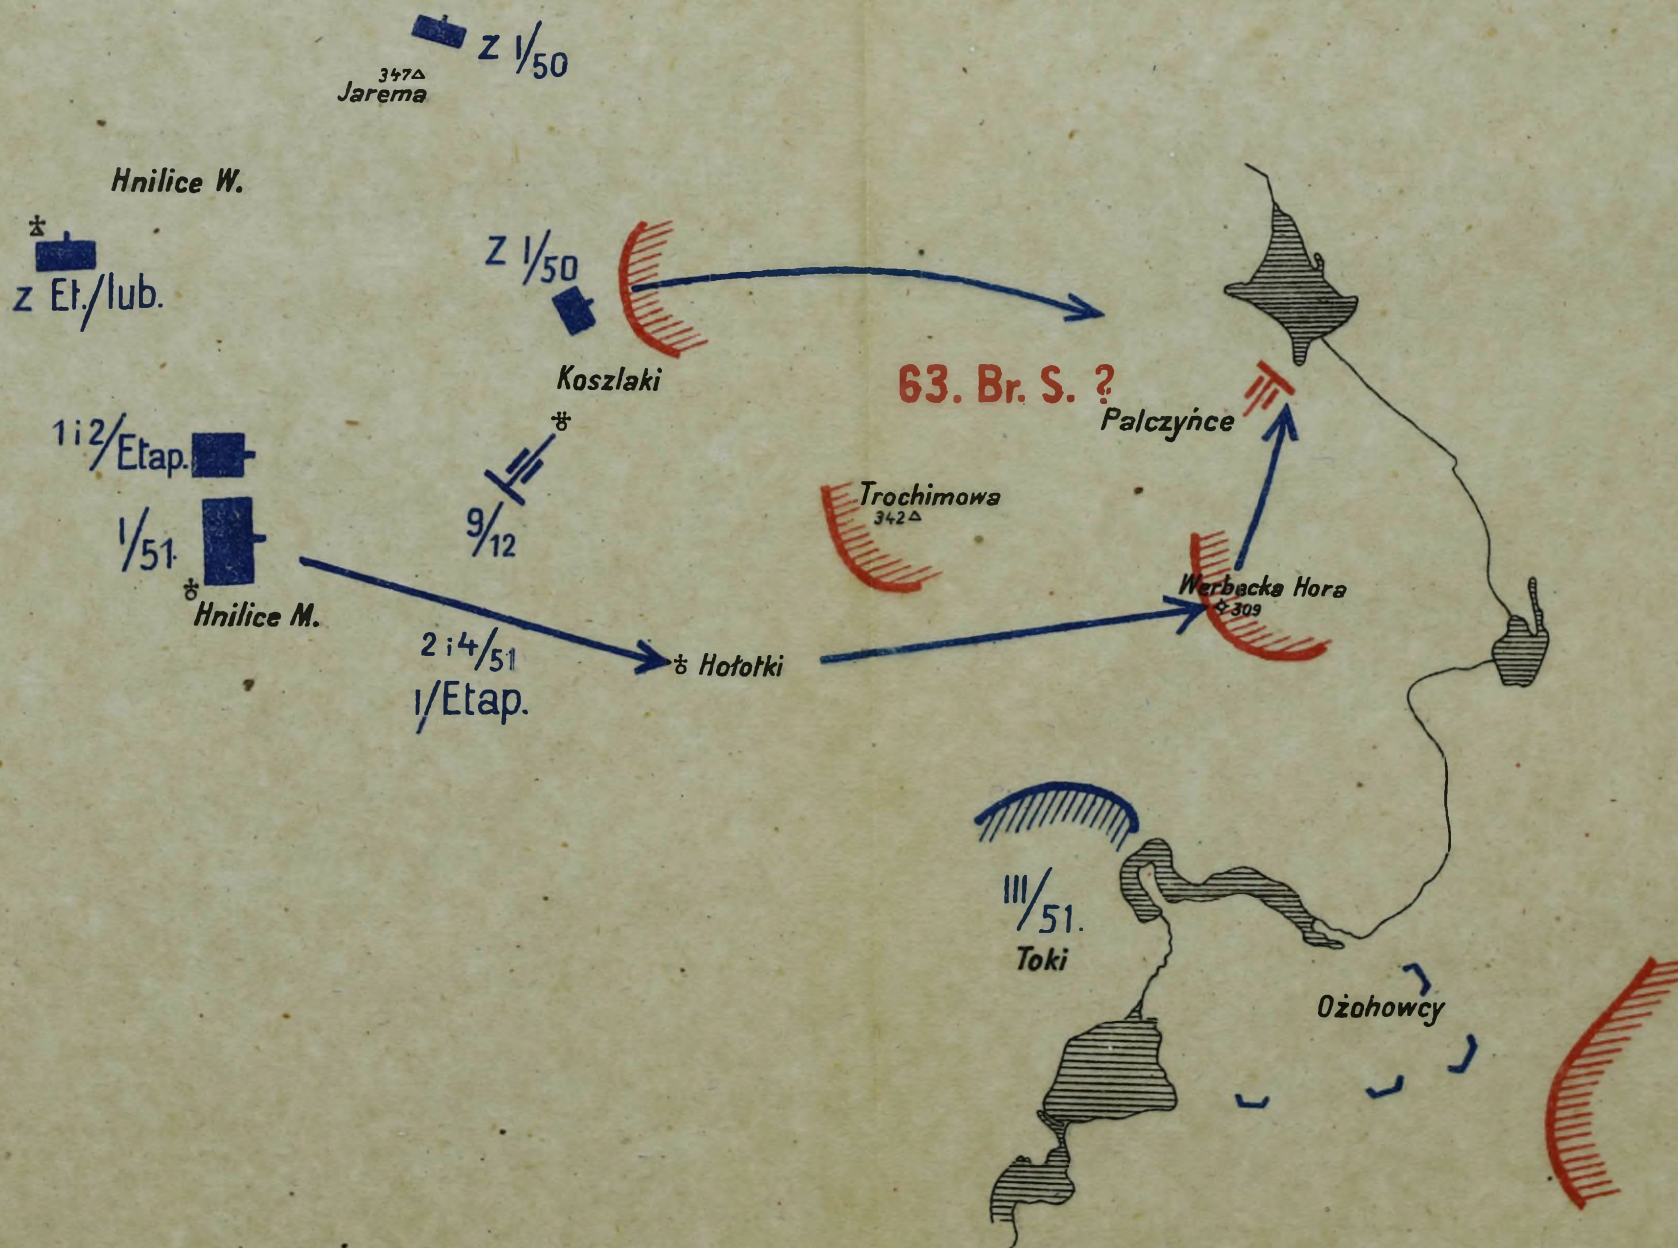 z 1/50
347
Jarema
Hnilice W.
z Et./lub.
z 1/50
Koszlaki
63. Br. S. ?
Palczyńce
1 i 2/Etap.
9/12
Trochimowa
342
1/51
Hnilice M.
Werbecka Hora
309
2 i 4/51
1/Etap.
Hołotki
III/51.
Toki
Ożohowcy